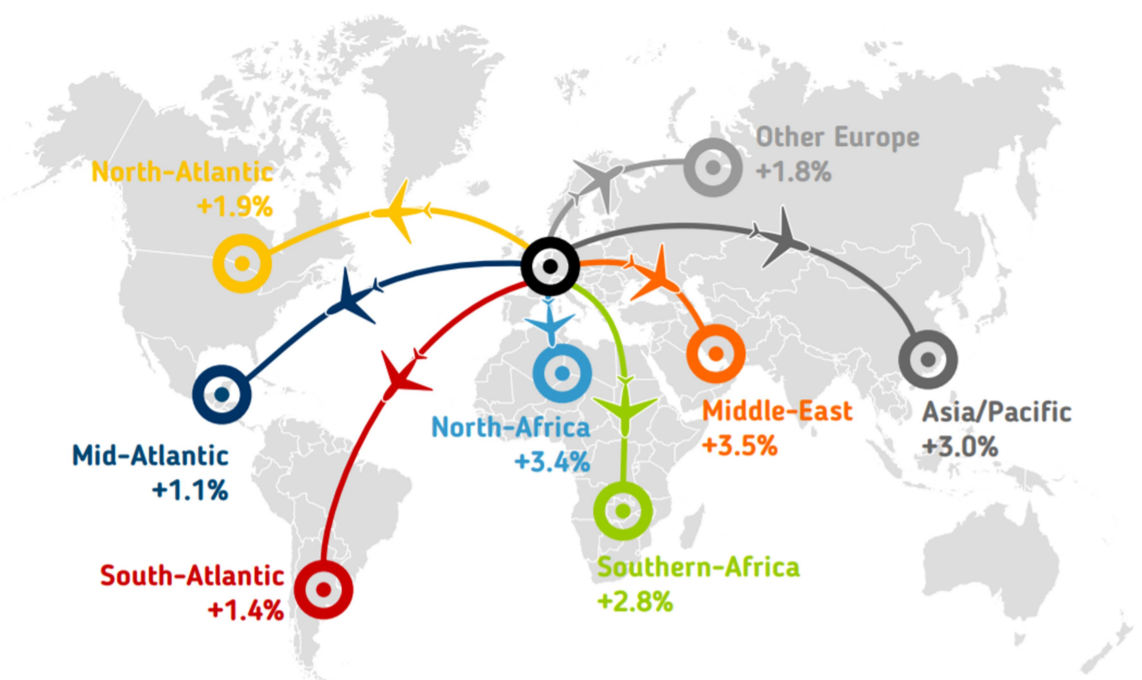 Other Europe
+1.8%
North-Atlantic
+1.9%
Middle-East
+3.5%
Asia/Pacific
+3.0%
North-Africa
+3.4%
Mid-Atlantic
+1.1%
Southern-Africa
+2.8%
South-Atlantic
+1.4%